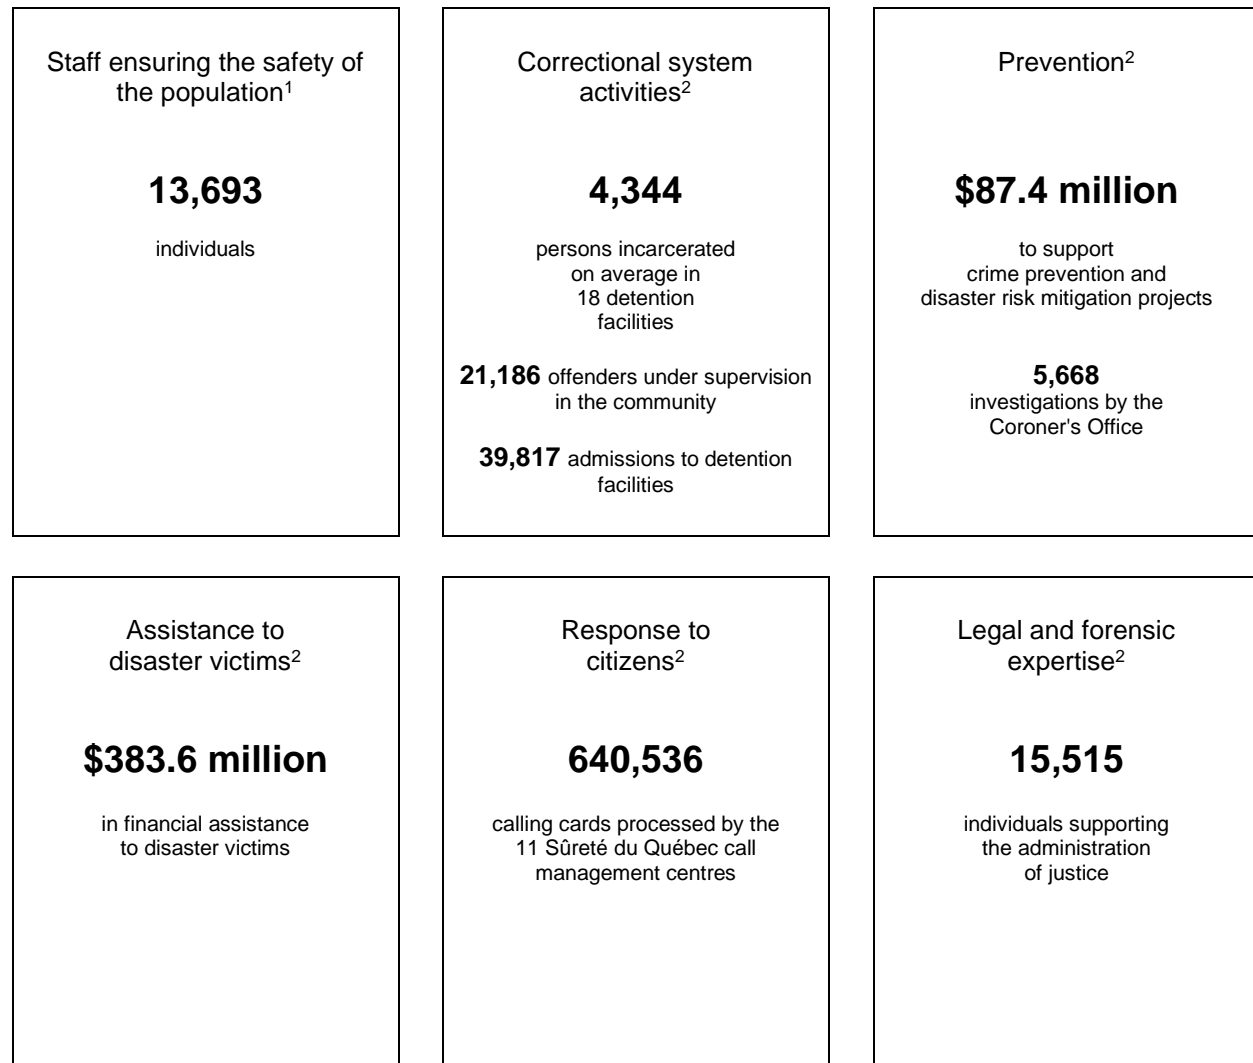 Staff ensuring the safety of
the population1
13,693
individuals
Correctional system
activities2
4,344
persons incarcerated
on average in
18 detention
facilities
21,186 offenders under supervision
in the community
39,817 admissions to detention
facilities
Prevention2
$87.4 million
to support
crime prevention and
disaster risk mitigation projects
5,668
investigations by the
Coroner's Office
Assistance to
disaster victims2
$383.6 million
in financial assistance
to disaster victims
Response to
citizens2
640,536
calling cards processed by the
11 Sûreté du Québec call
management centres
Legal and forensic
expertise2
15,515
individuals supporting
the administration
of justice